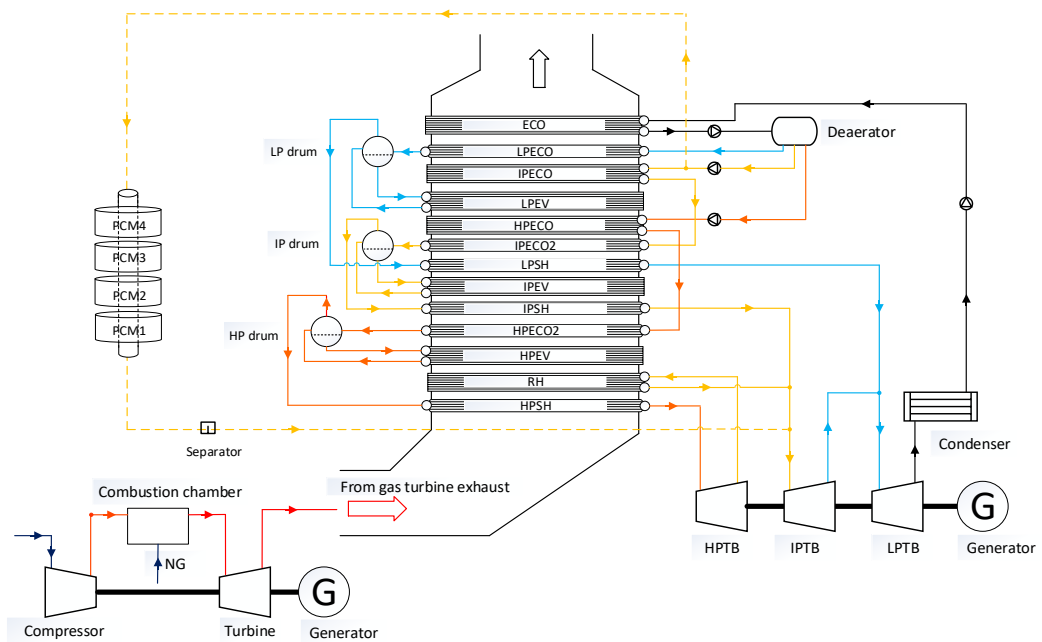 ECO
Deaerator
LP drum
LPECO
IPECO
LPEV
PCM4
HPECO
IP drum
IPECO2
PCM3
LPSH
PCM2
IPEV
IPSH
PCM1
HP drum
HPECO2
HPEV
RH
HPSH
Separator
Condenser
From gas turbine exhaust
Combustion chamber
G
HPTB
IPTB
LPTB
Generator
NG
G
Compressor
Turbine
Generator